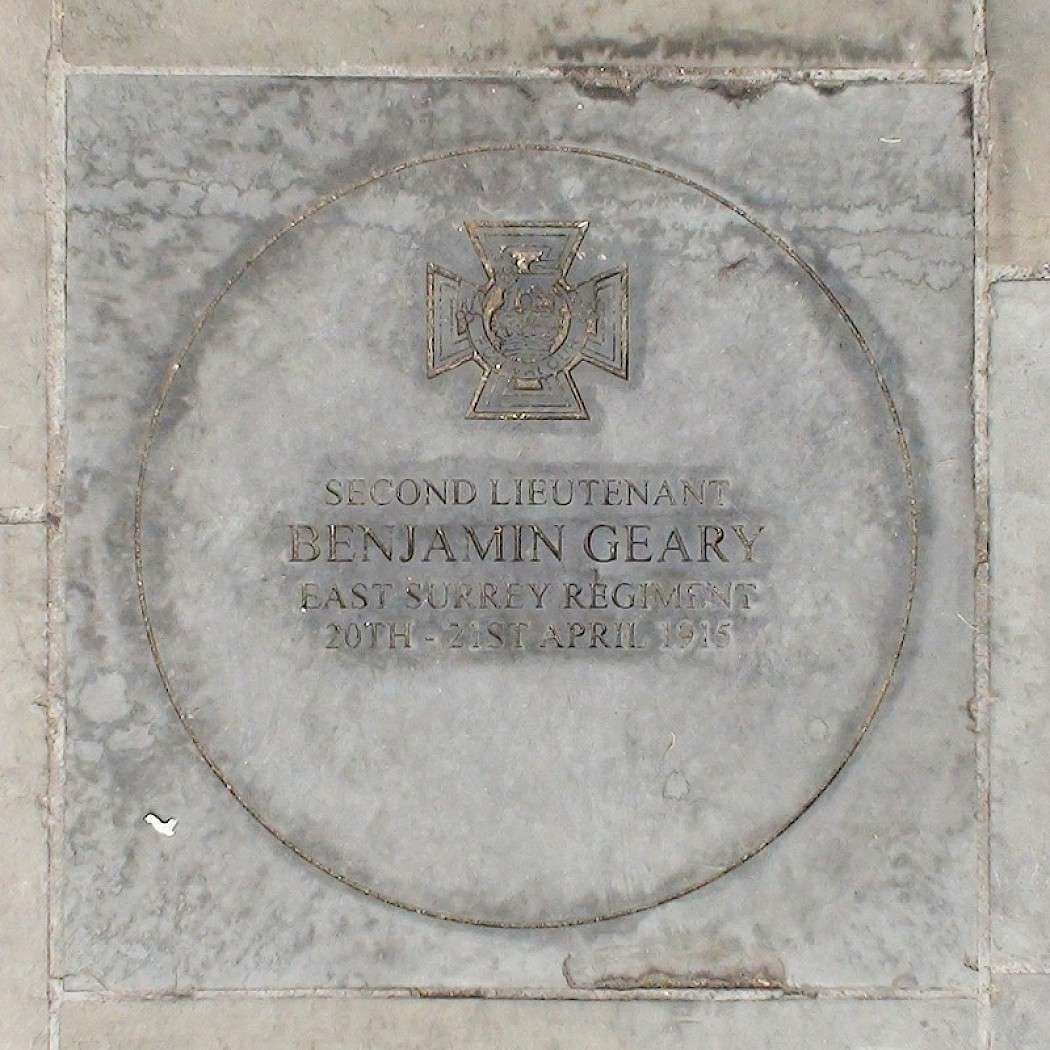 SECOND LIEUTENANT
BENJAMIN GEARY
EAST SURREY REGIMENT
20TH - 21ST APRIL 1915